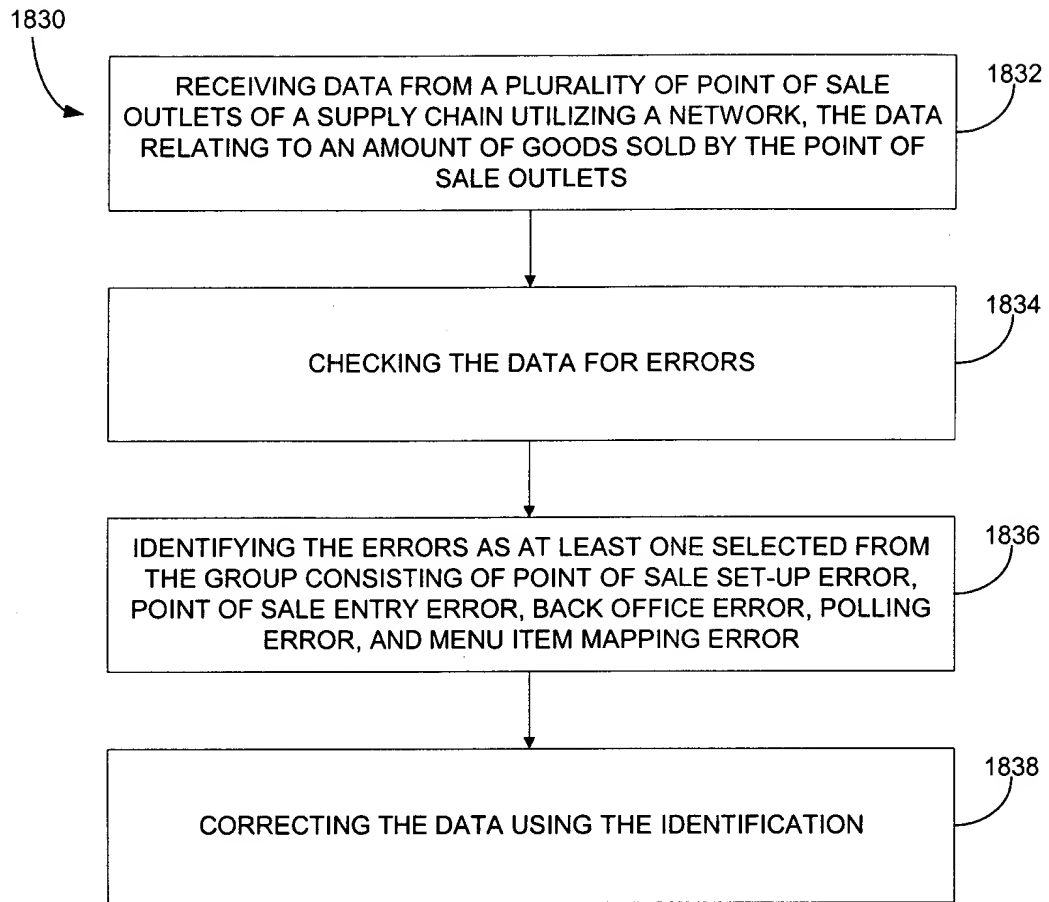 1830
RECEIVING DATA FROM A PLURALITY OF POINT OF SALE
OUTLETS OF A SUPPLY CHAIN UTILIZING A NETWORK, THE DATA
RELATING TO AN AMOUNT OF GOODS SOLD BY THE POINT OF
SALE OUTLETS
1832
CHECKING THE DATA FOR ERRORS
1834
IDENTIFYING THE ERRORS AS AT LEAST ONE SELECTED FROM
THE GROUP CONSISTING OF POINT OF SALE SET-UP ERROR,
POINT OF SALE ENTRY ERROR, BACK OFFICE ERROR, POLLING
ERROR, AND MENU ITEM MAPPING ERROR
1836
CORRECTING THE DATA USING THE IDENTIFICATION
1838